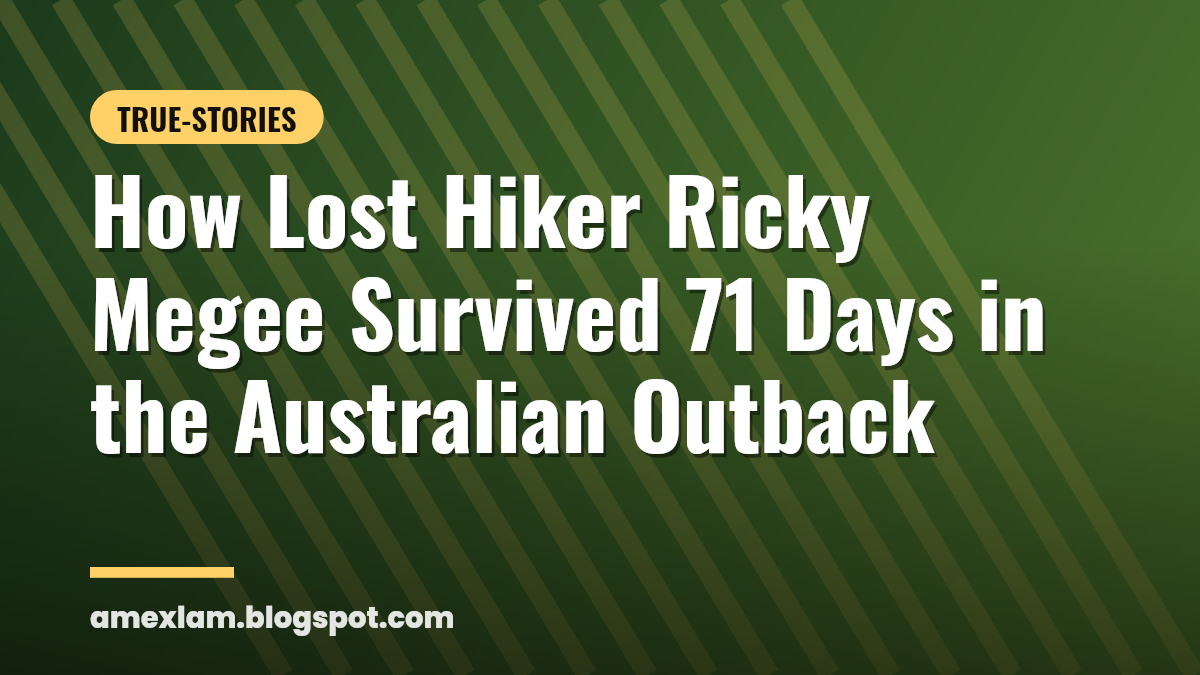 TRUE-STORIES
How Lost Hiker Ricky
Megee Survived 71 Days in
the Australian Outback
amexlam.blogspot.com